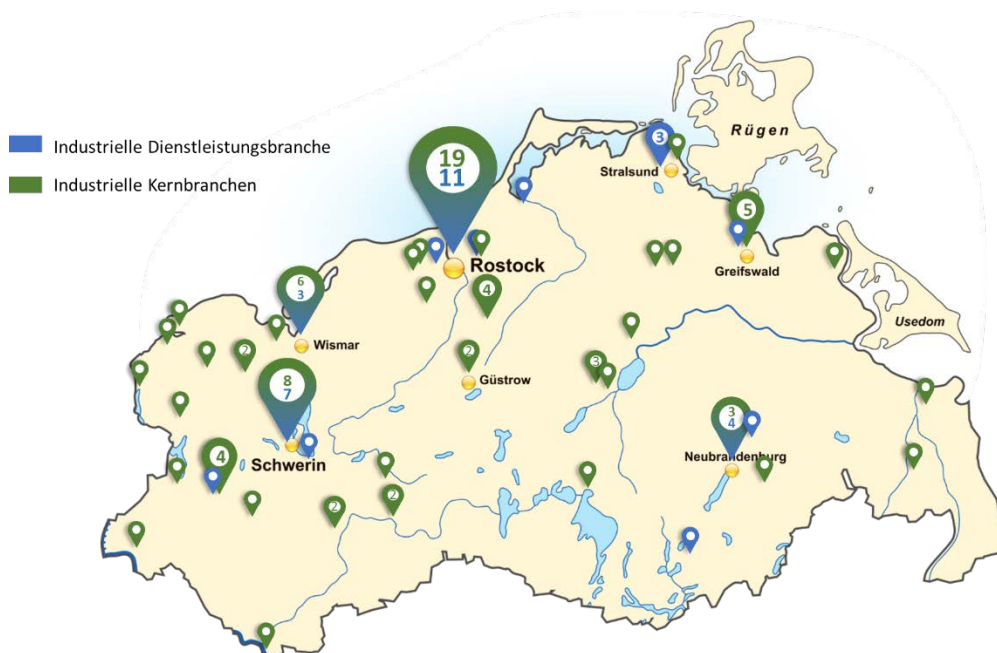 Industrielle Dienstleistungsbranche
Industrielle Kernbranchen
Rügen
3
Stralsund
19
11
5
Greifswald
Rostock
4
Usedom
6
3
Wismar
2
2
Güstrow
3
8
7
Schwerin
3
4
Neubrandenburg
4
2
2